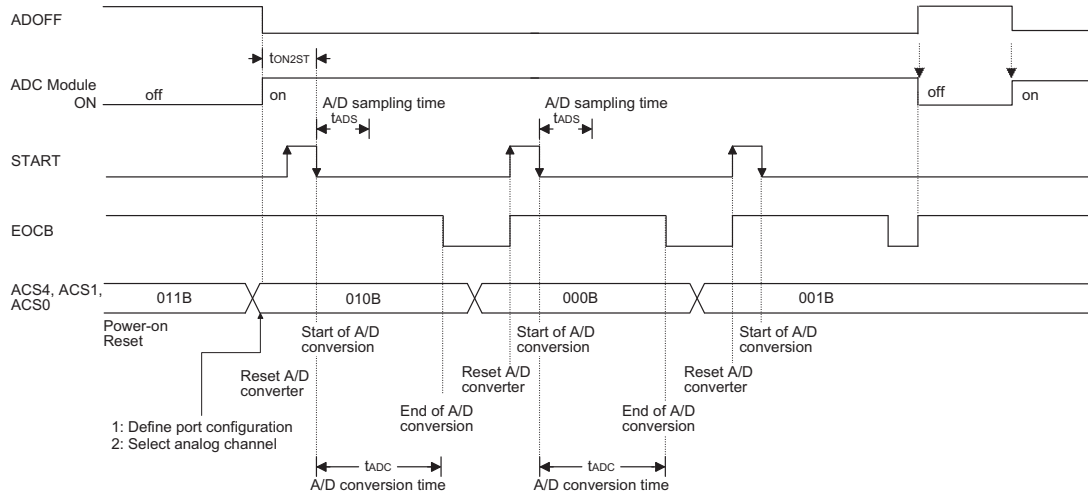 ADOFF
tON2ST
ADC Module
ON
off
on
off
on
A/D sampling time
tADS
A/D sampling time
tADS
START
EOCB
ACS4, ACS1,
ACS0
011B
010B
000B
001B
Power-on
Reset
Start of A/D
conversion
Start of A/D
conversion
Start of A/D
conversion
Reset A/D
converter
Reset A/D
converter
Reset A/D
converter
End of A/D
conversion
End of A/D
conversion
1: Define port configuration
2: Select analog channel
tADC
A/D conversion time
tADC
A/D conversion time